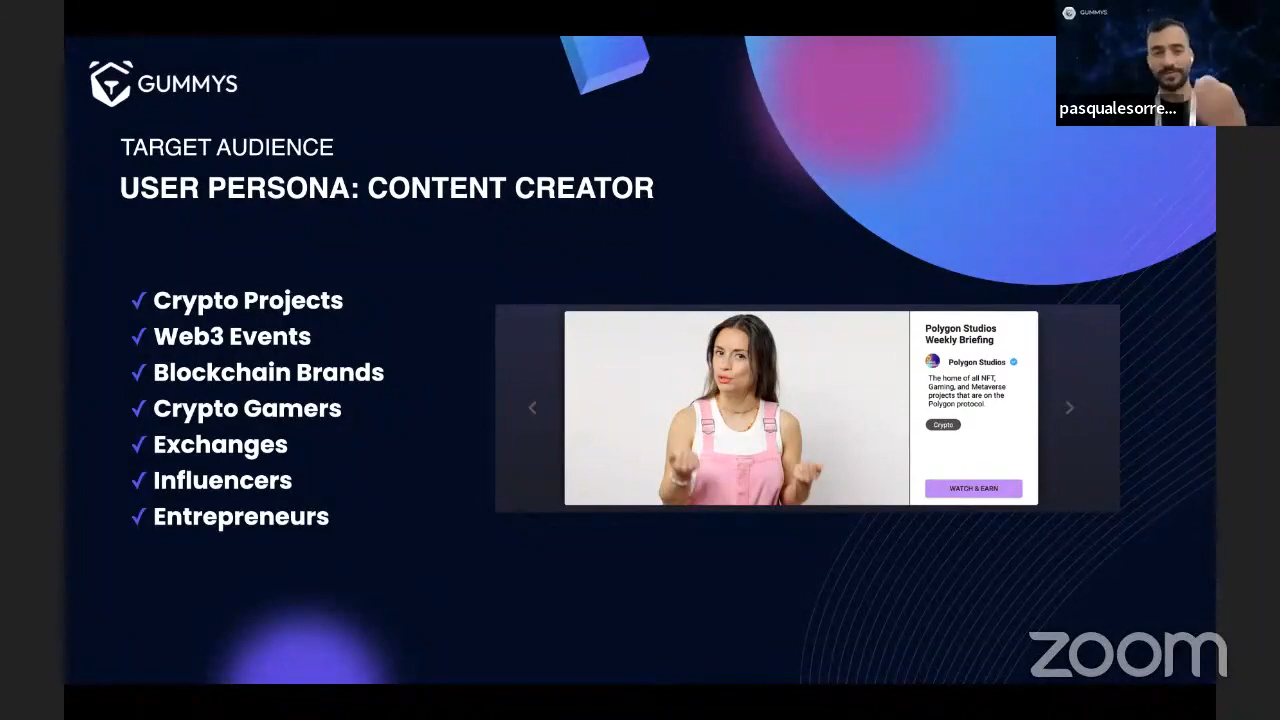 GUMMYS
GUMMYS
pasqualesorre...
TARGET AUDIENCE
USER PERSONA: CONTENT CREATOR
✓ Crypto Projects
✓ Web3 Events
✓ Blockchain Brands
✓ Crypto Gamers
✓ Exchanges
✓ Influencers
✓ Entrepreneurs
Polygon Studios
Weekly Briefing
Polygon Studios
The home of all NFT,
Gaming, and Metaverse
projects that are on the
Polygon protocol.
Crypto
WATCH & EARN
zoom